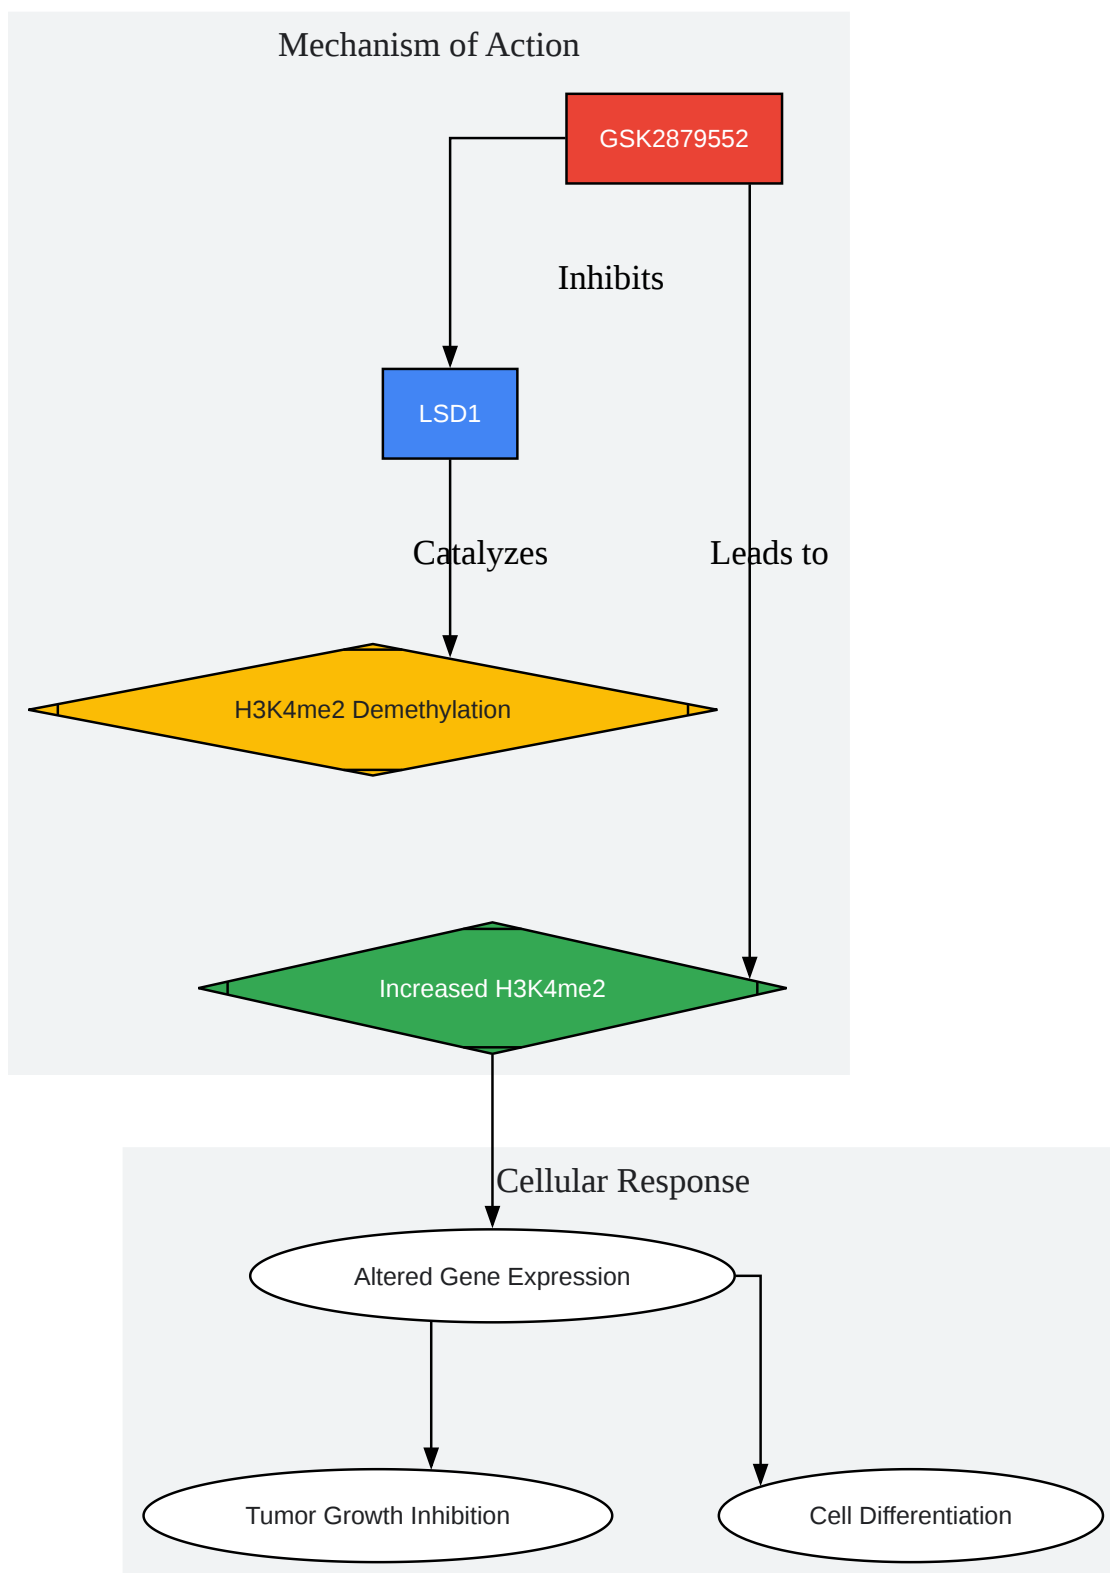 Mechanism of Action
GSK2879552
Inhibits
LSD1
Catalyzes
Leads to
H3K4me2 Demethylation
Increased H3K4me2
Cellular Response
Altered Gene Expression
Tumor Growth Inhibition
Cell Differentiation